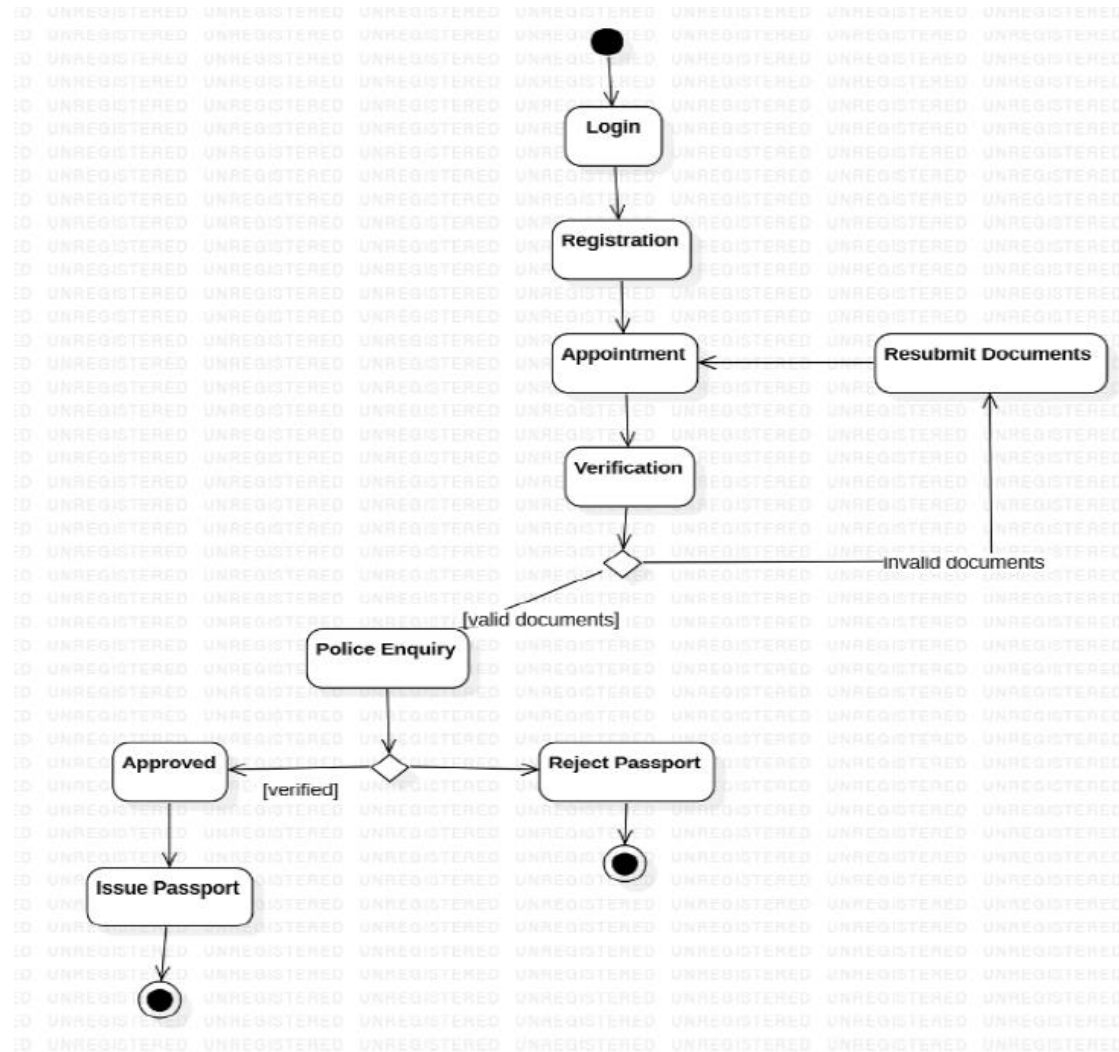 Login
Registration
Appointment
Resubmit Documents
Verification
invalid documents
[valid documents]
Police Enquiry
Approved
[verified]
Reject Passport
Issue Passport